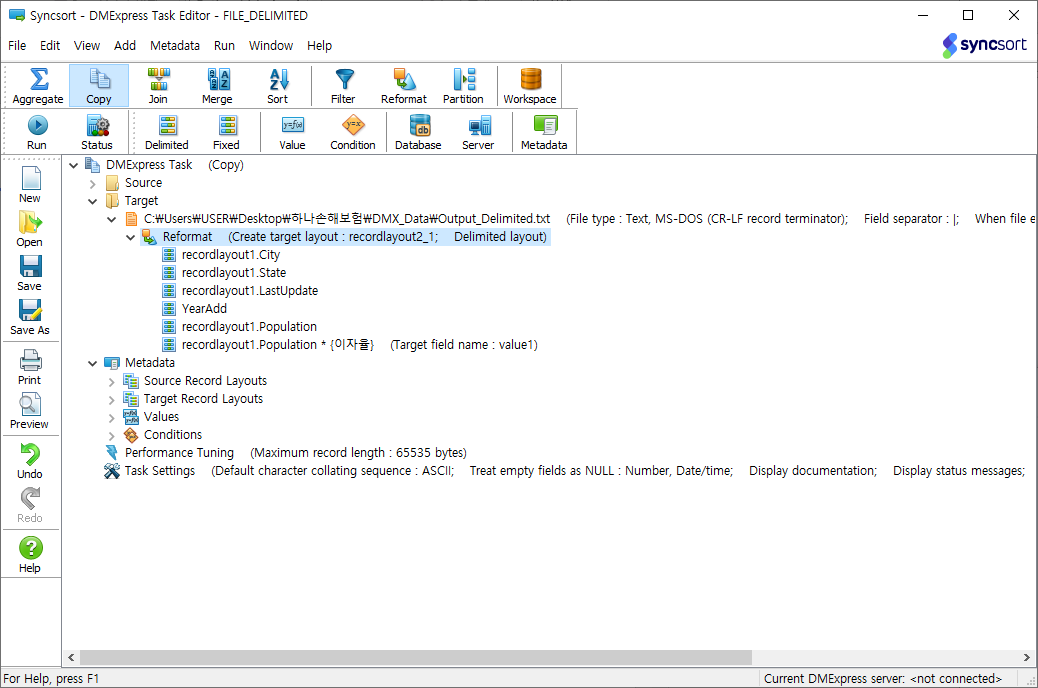 Syncsort - DMExpress Task Editor - FILE_DELIMITED
File Edit View Add Metadata Run Window Help
syncsort
Aggregate Copy Join Merge Sort Filter Reformat Partition Workspace
Run Status Delimited Fixed Value Condition Database Server Metadata
New
Open
Save
Save As
Print
Preview
Undo
Redo
Help
DMExpress Task (Copy)
Source
Target
C:₩Users₩USER₩Desktop₩하나손해보험₩DMX_Data₩Output_Delimited.txt (File type : Text, MS-DOS (CR-LF record terminator); Field separator : |; When file e
Reformat (Create target layout : recordlayout2_1; Delimited layout)
recordlayout1.City
recordlayout1.State
recordlayout1.LastUpdate
YearAdd
recordlayout1.Population
recordlayout1.Population * {이자율} (Target field name : value1)
Metadata
Source Record Layouts
Target Record Layouts
Values
Conditions
Performance Tuning (Maximum record length : 65535 bytes)
Task Settings (Default character collating sequence : ASCII; Treat empty fields as NULL : Number, Date/time; Display documentation; Display status messages;
For Help, press F1
Current DMExpress server: <not connected>